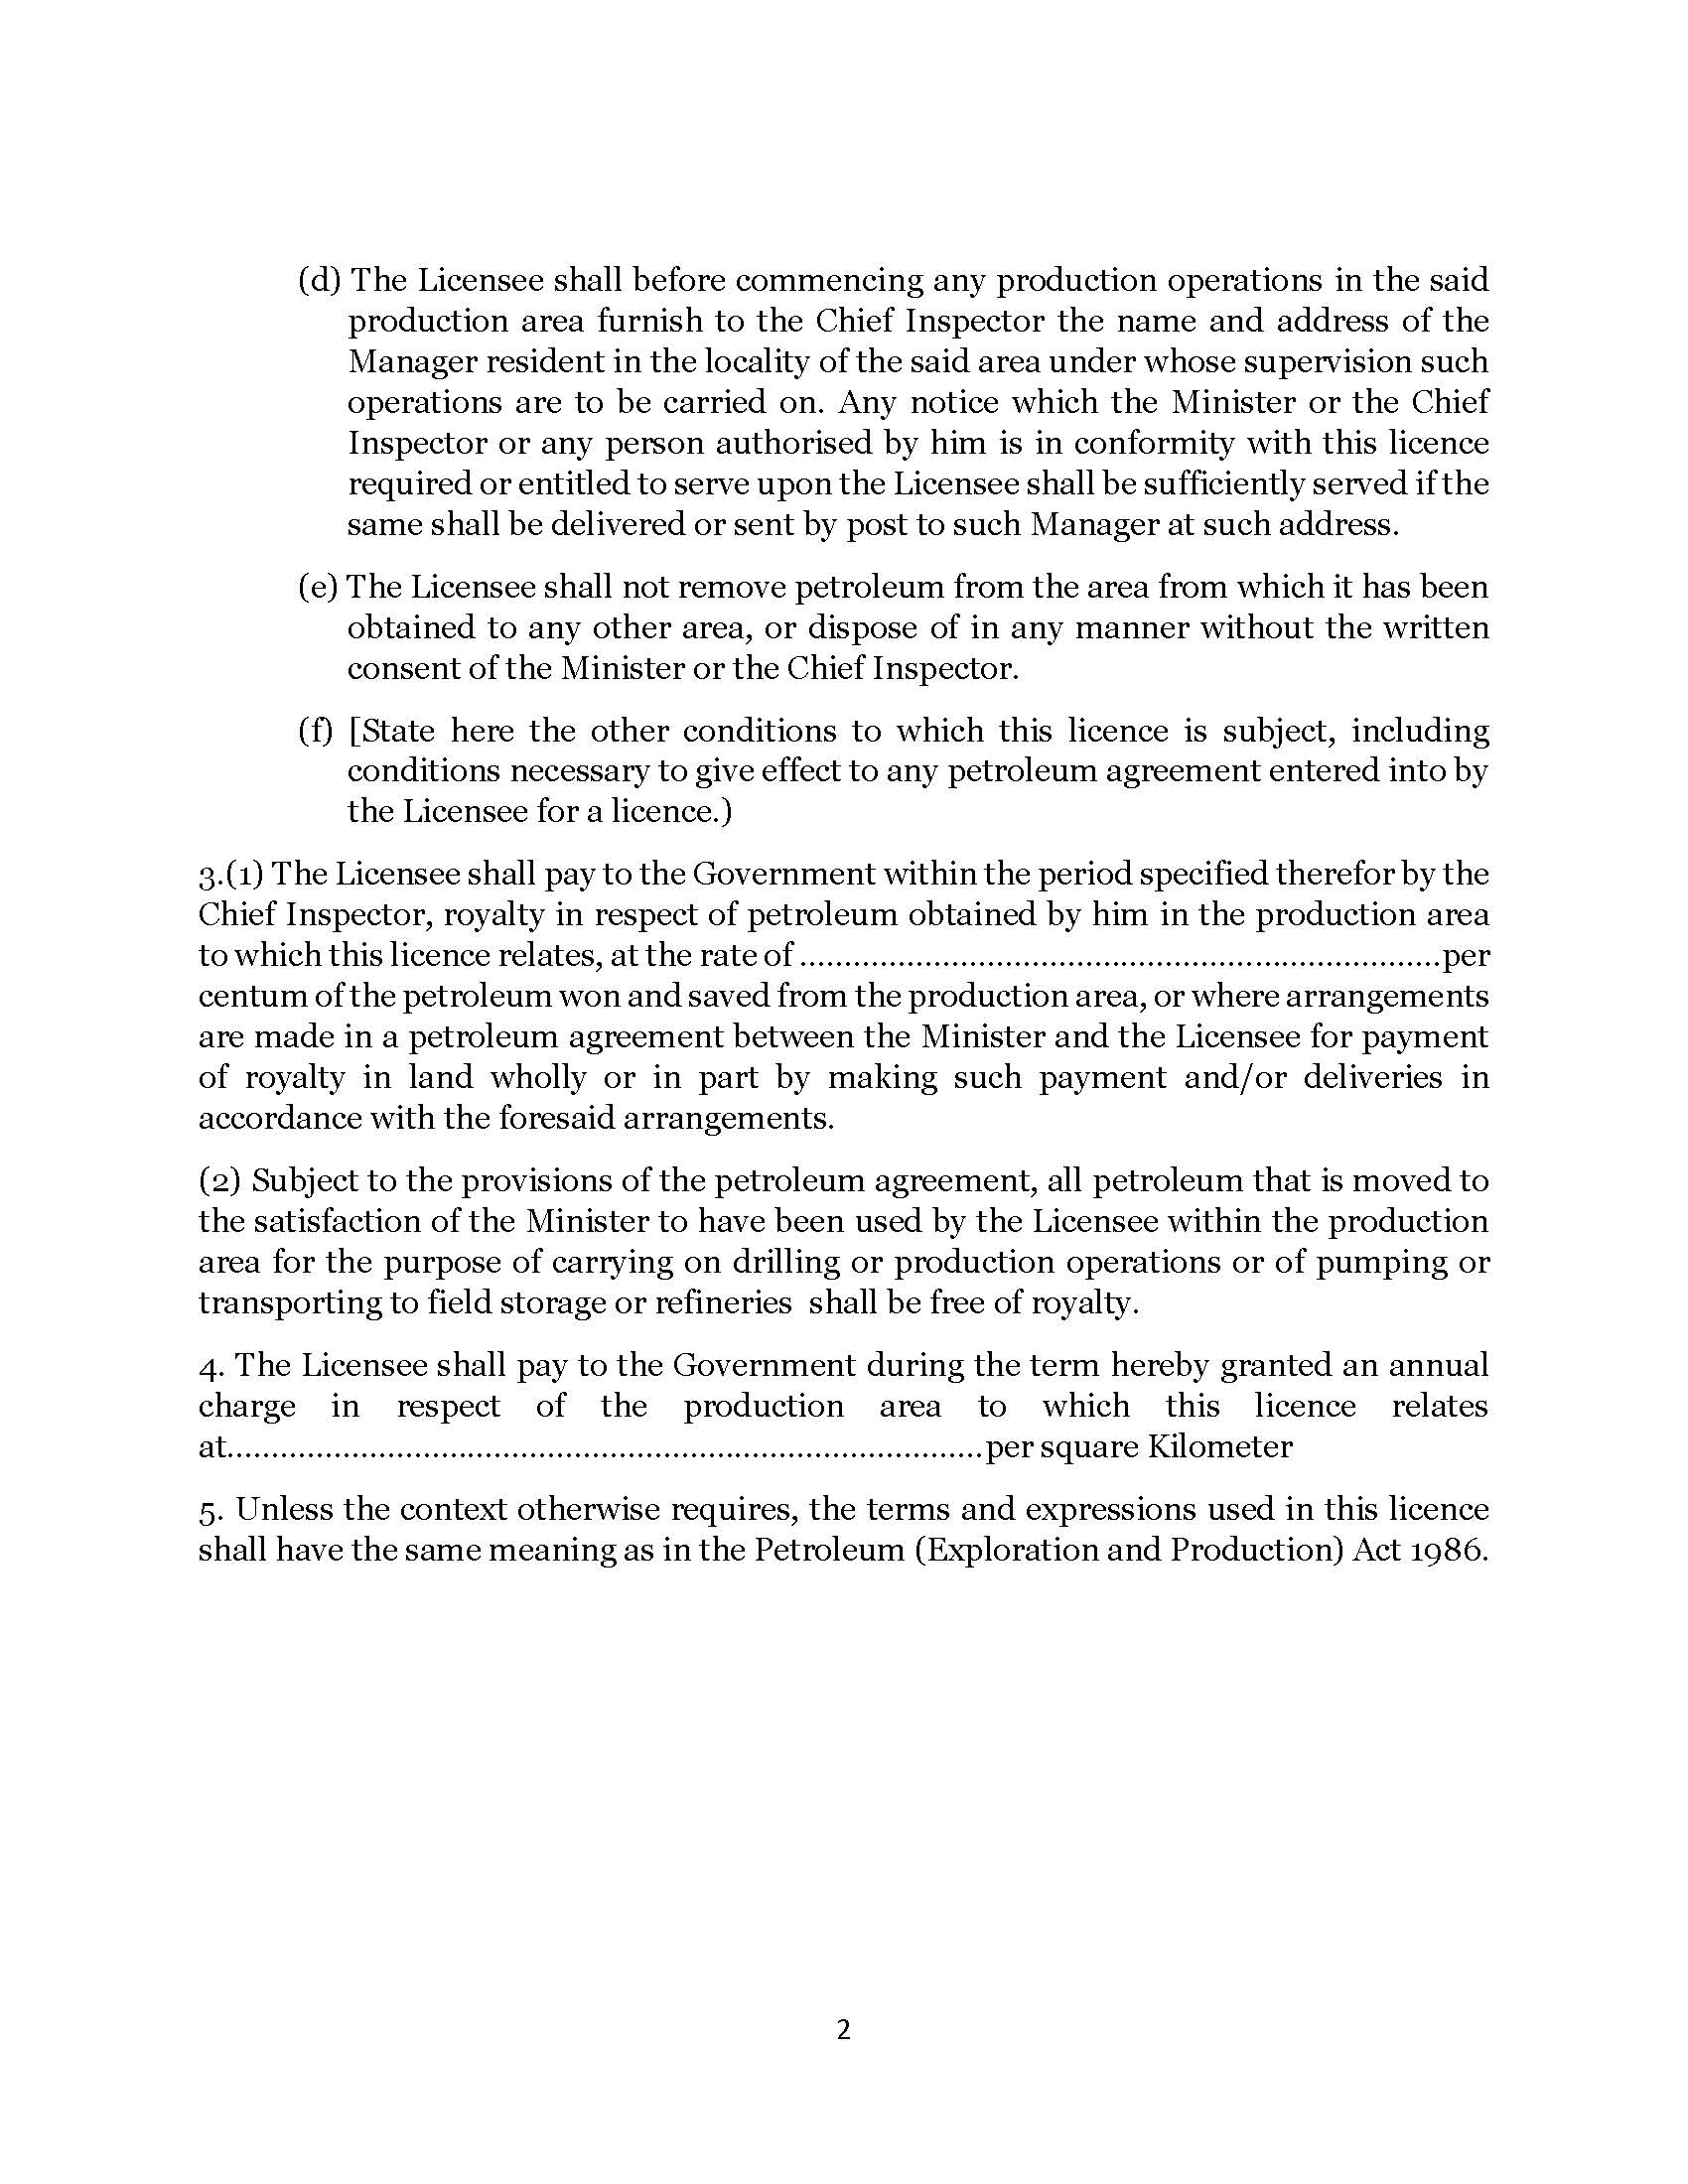 (d) The Licensee shall before commencing any production operations in the said
production area furnish to the Chief Inspector the name and address of the
Manager resident in the locality of the said area under whose supervision such
operations are to be carried on. Any notice which the Minister or the Chief
Inspector or any person authorised by him is in conformity with this licence
required or entitled to serve upon the Licensee shall be sufficiently served if the
same shall be delivered or sent by post to such Manager at such address.
(e) The Licensee shall not remove petroleum from the area from which it has been
obtained to any other area, or dispose of in any manner without the written
consent of the Minister or the Chief Inspector.
(f) [State here the other conditions to which this licence is subject, including
conditions necessary to give effect to any petroleum agreement entered into by
the Licensee for a licence.)
3.(1) The Licensee shall pay to the Government within the period specified therefor by the
Chief Inspector, royalty in respect of petroleum obtained by him in the production area
to which this licence relates, at the rate of ........................................................................per
centum of the petroleum won and saved from the production area, or where arrangements
are made in a petroleum agreement between the Minister and the Licensee for payment
of royalty in land wholly or in part by making such payment and/or deliveries in
accordance with the foresaid arrangements.
(2) Subject to the provisions of the petroleum agreement, all petroleum that is moved to
the satisfaction of the Minister to have been used by the Licensee within the production
area for the purpose of carrying on drilling or production operations or of pumping or
transporting to field storage or refineries  shall be free of royalty.
4. The Licensee shall pay to the Government during the term hereby granted an annual
charge in respect of the production area to which this licence relates
at.....................................................................................per square Kilometer
5. Unless the context otherwise requires, the terms and expressions used in this licence
shall have the same meaning as in the Petroleum (Exploration and Production) Act 1986.
2